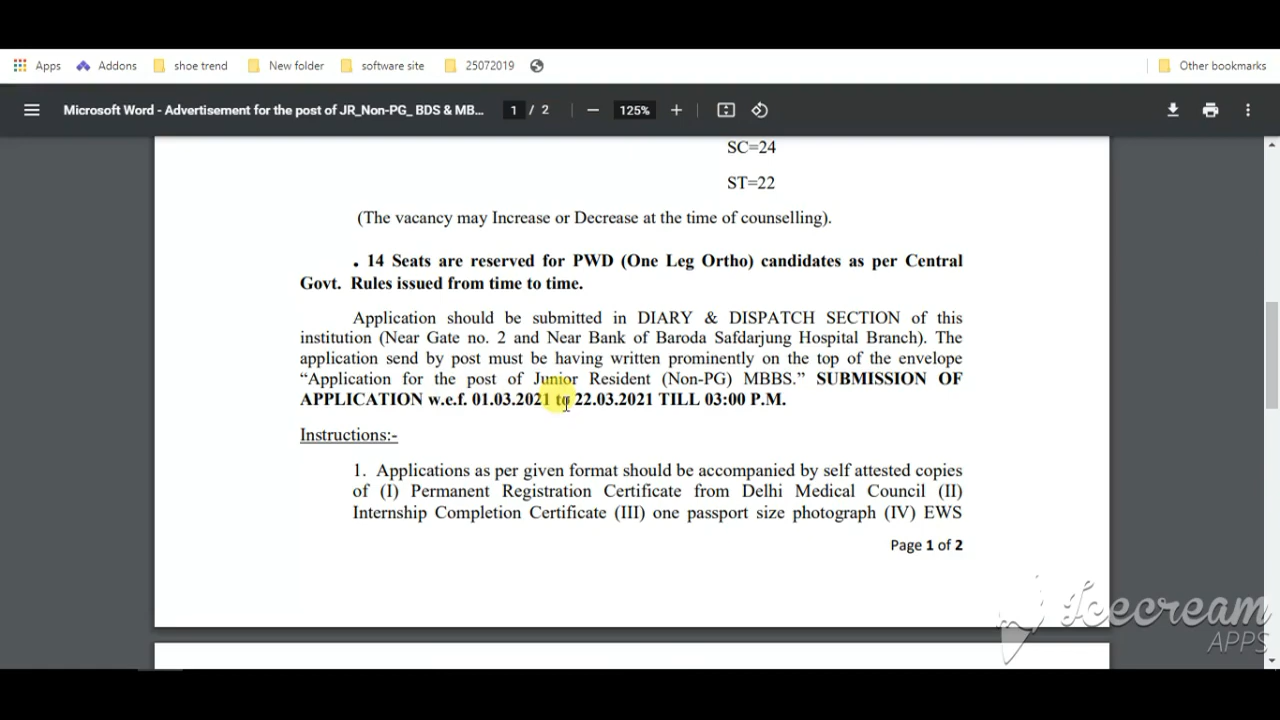 Apps Addons shoe trend New folder software site 25072019 Other bookmarks
Microsoft Word - Advertisement for the post of JR_Non-PG_ BDS & MB... 1 / 2 − 125% +
SC=24
ST=22
(The vacancy may Increase or Decrease at the time of counselling).
. 14 Seats are reserved for PWD (One Leg Ortho) candidates as per Central
Govt. Rules issued from time to time.
Application should be submitted in DIARY & DISPATCH SECTION of this
institution (Near Gate no. 2 and Near Bank of Baroda Safdarjung Hospital Branch). The
application send by post must be having written prominently on the top of the envelope
“Application for the post of Junior Resident (Non-PG) MBBS.” SUBMISSION OF
APPLICATION w.e.f. 01.03.2021 to 22.03.2021 TILL 03:00 P.M.
Instructions:-
1. Applications as per given format should be accompanied by self attested copies
of (I) Permanent Registration Certificate from Delhi Medical Council (II)
Internship Completion Certificate (III) one passport size photograph (IV) EWS
Page 1 of 2
Icecream
APPS